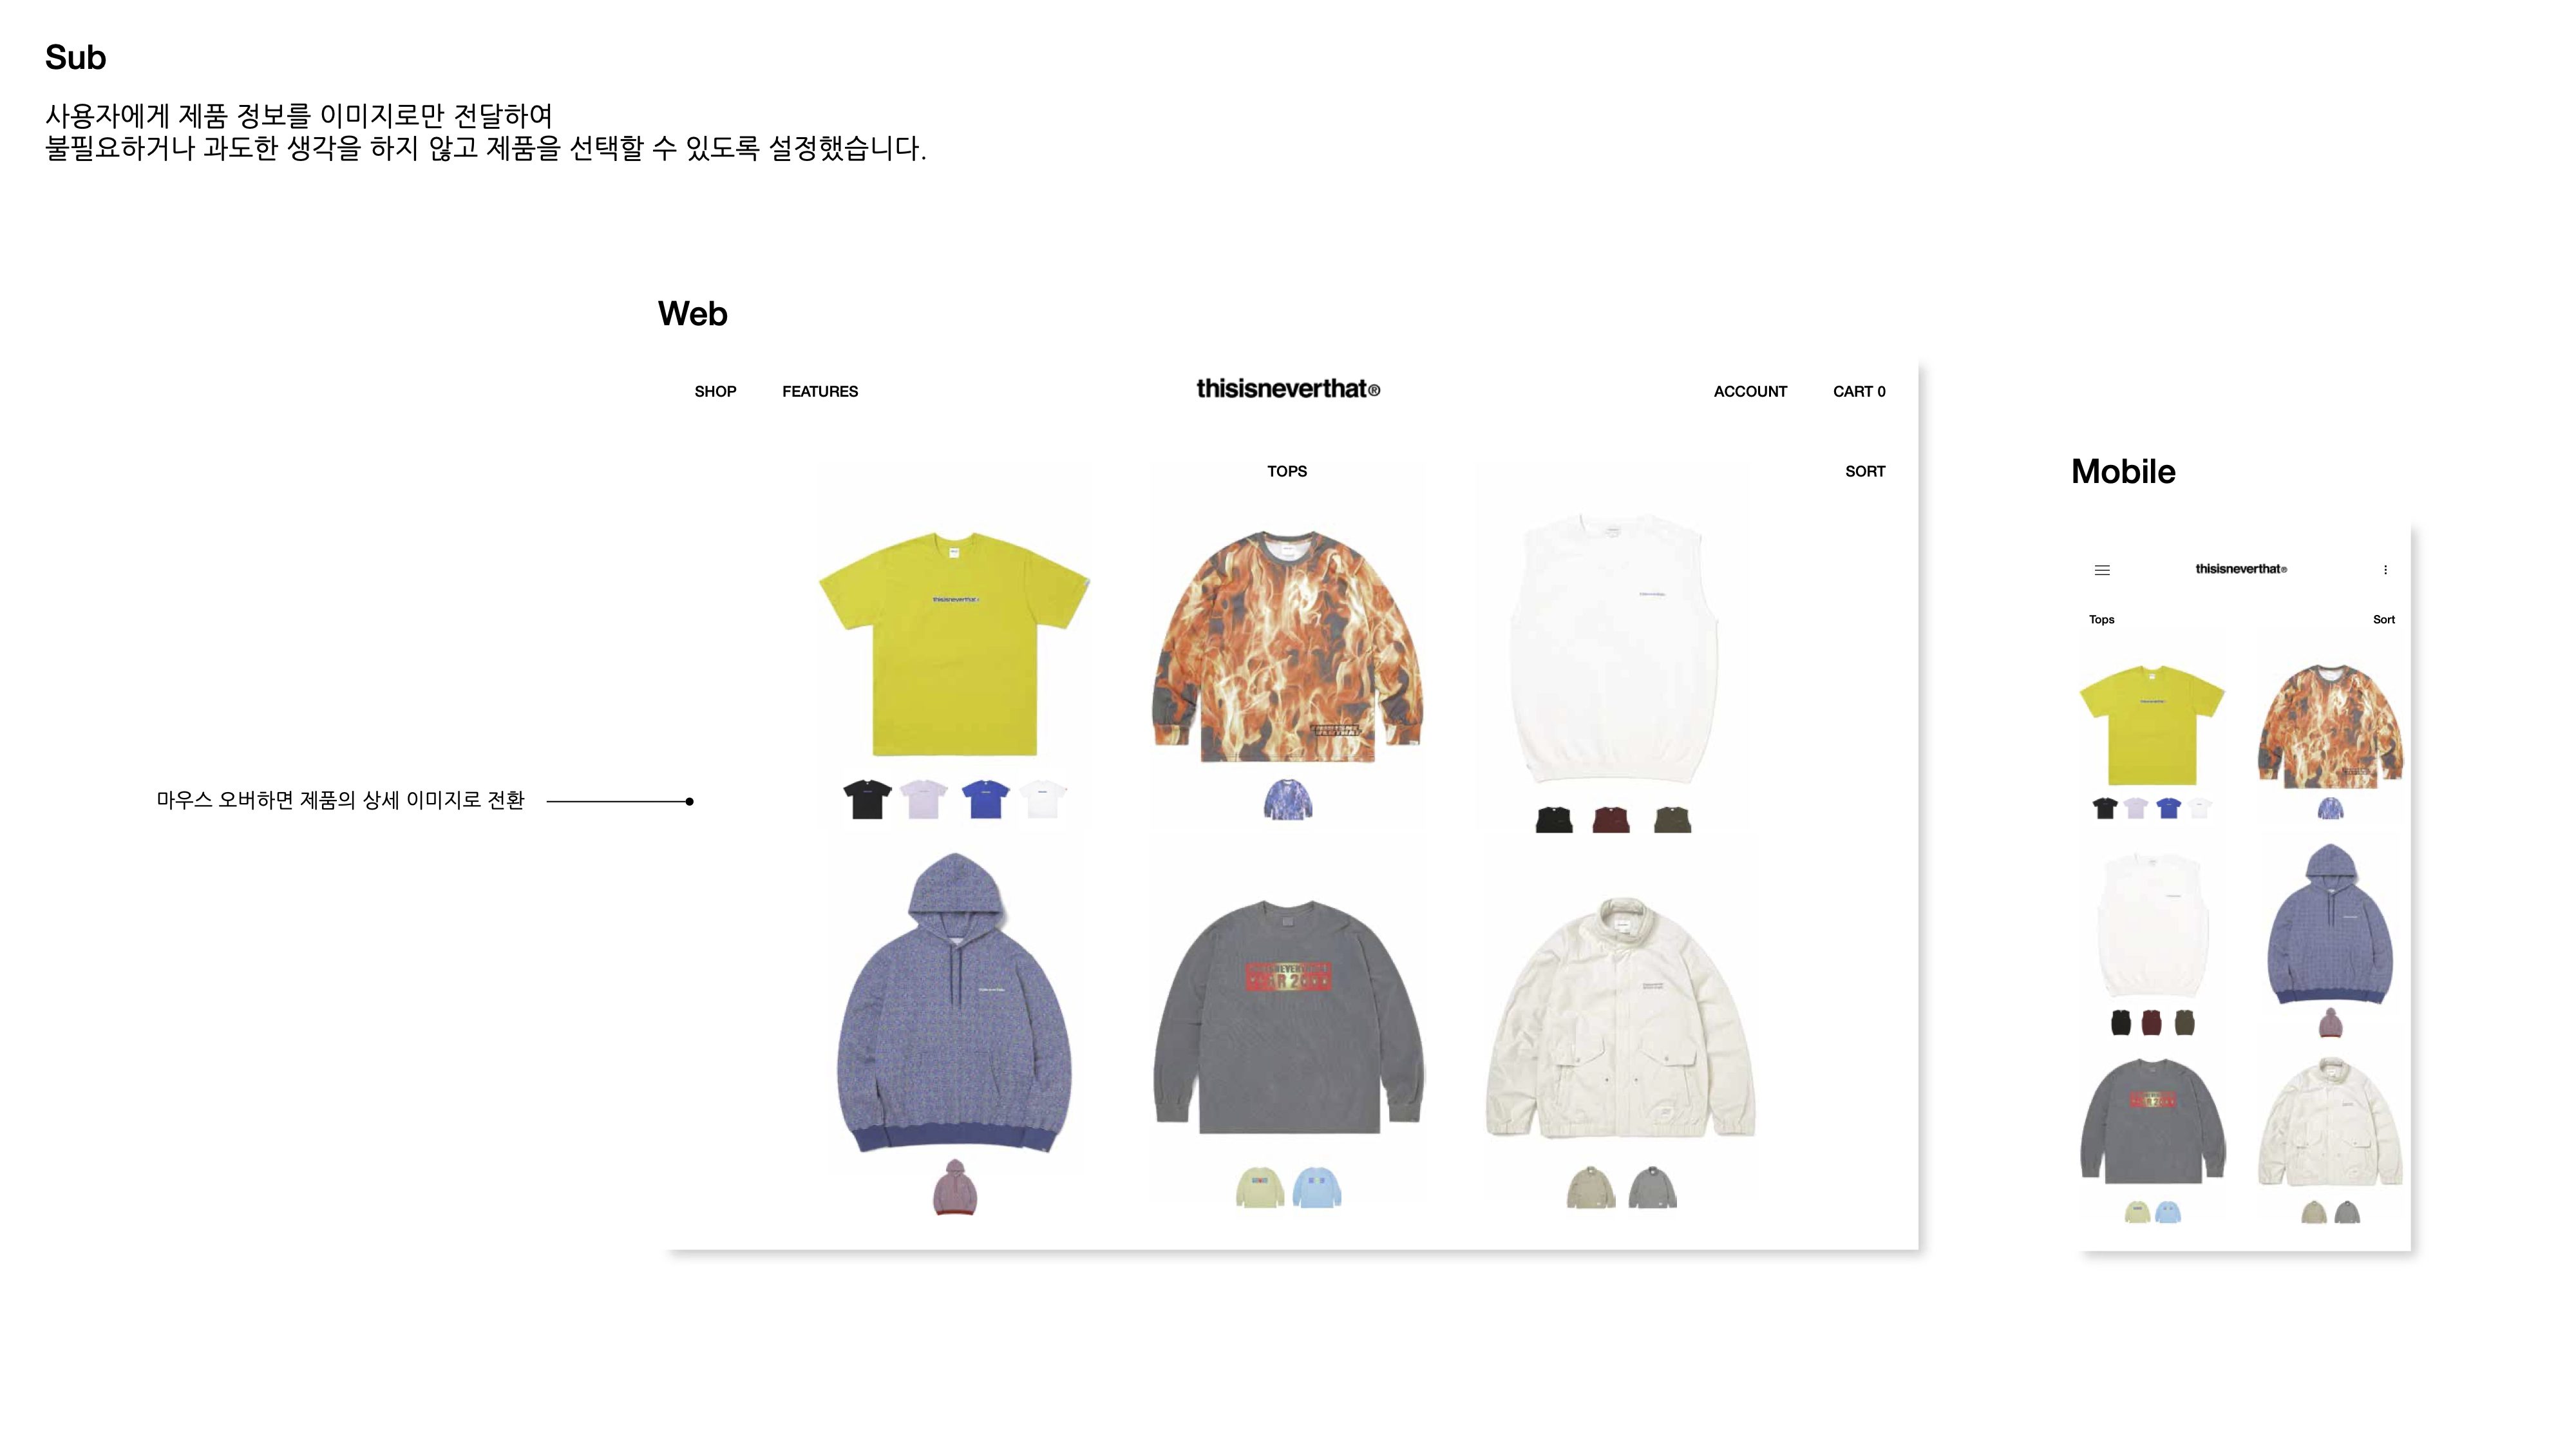 Sub
사용자에게 제품 정보를 이미지로만 전달하여
불필요하거나 과도한 생각을 하지 않고 제품을 선택할 수 있도록 설정했습니다.
Web
SHOP FEATURES thisisneverthat® ACCOUNT CART 0
TOPS SORT
thisisneverthat®
마우스 오버하면 제품의 상세 이미지로 전환
Mobile
thisisneverthat®
Tops Sort